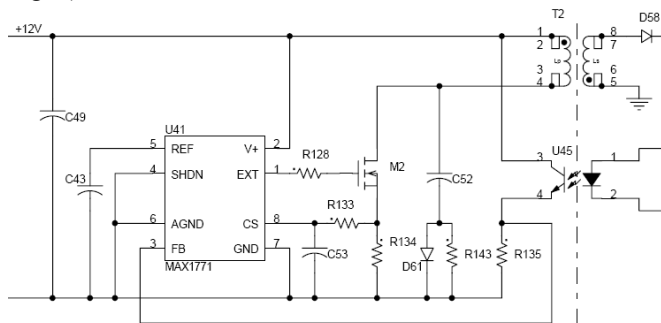 T2
D58
+12V
1
2
3
4
8
7
6
5
Lp
Ls
C49
U41
5
REF
V+
2
4
SHDN
EXT
1
R128
M2
C43
C52
U45
3
4
1
2
6
AGND
CS
8
R133
3
FB
GND
7
MAX1771
C53
R134
D61
R143
R135